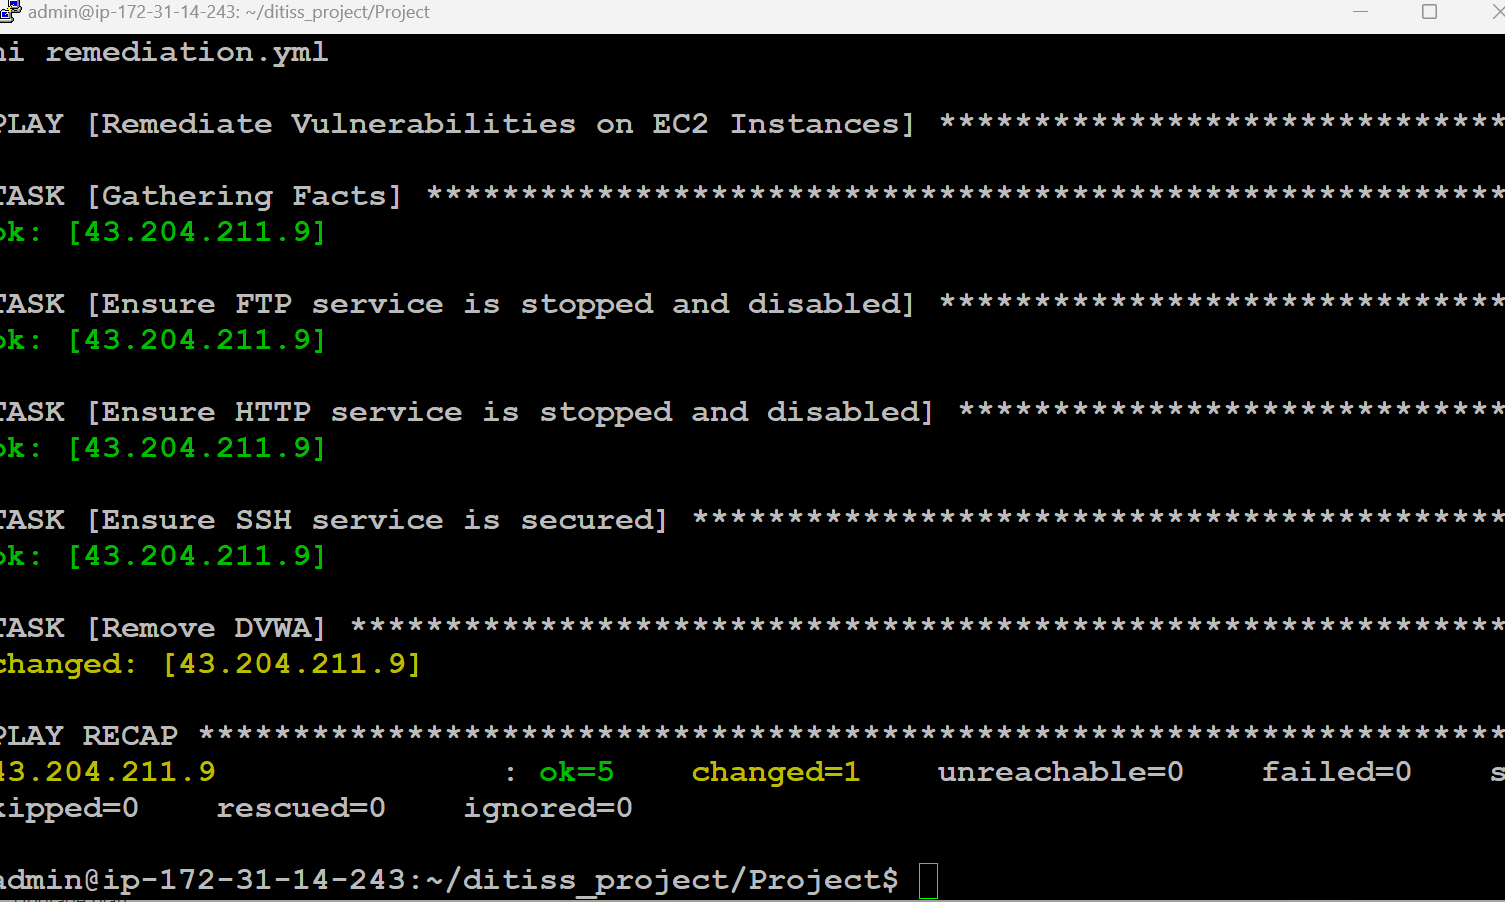 admin@ip-172-31-14-243: ~/ditiss_project/Project
ni remediation.yml
PLAY [Remediate Vulnerabilities on EC2 Instances] ******************************
TASK [Gathering Facts] *********************************************************
ok: [43.204.211.9]
TASK [Ensure FTP service is stopped and disabled] ******************************
ok: [43.204.211.9]
TASK [Ensure HTTP service is stopped and disabled] *****************************
ok: [43.204.211.9]
TASK [Ensure SSH service is secured] *******************************************
ok: [43.204.211.9]
TASK [Remove DVWA] *************************************************************
changed: [43.204.211.9]
PLAY RECAP *********************************************************************
43.204.211.9 : ok=5 changed=1 unreachable=0 failed=0 s
kipped=0 rescued=0 ignored=0
admin@ip-172-31-14-243:~/ditiss_project/Project$